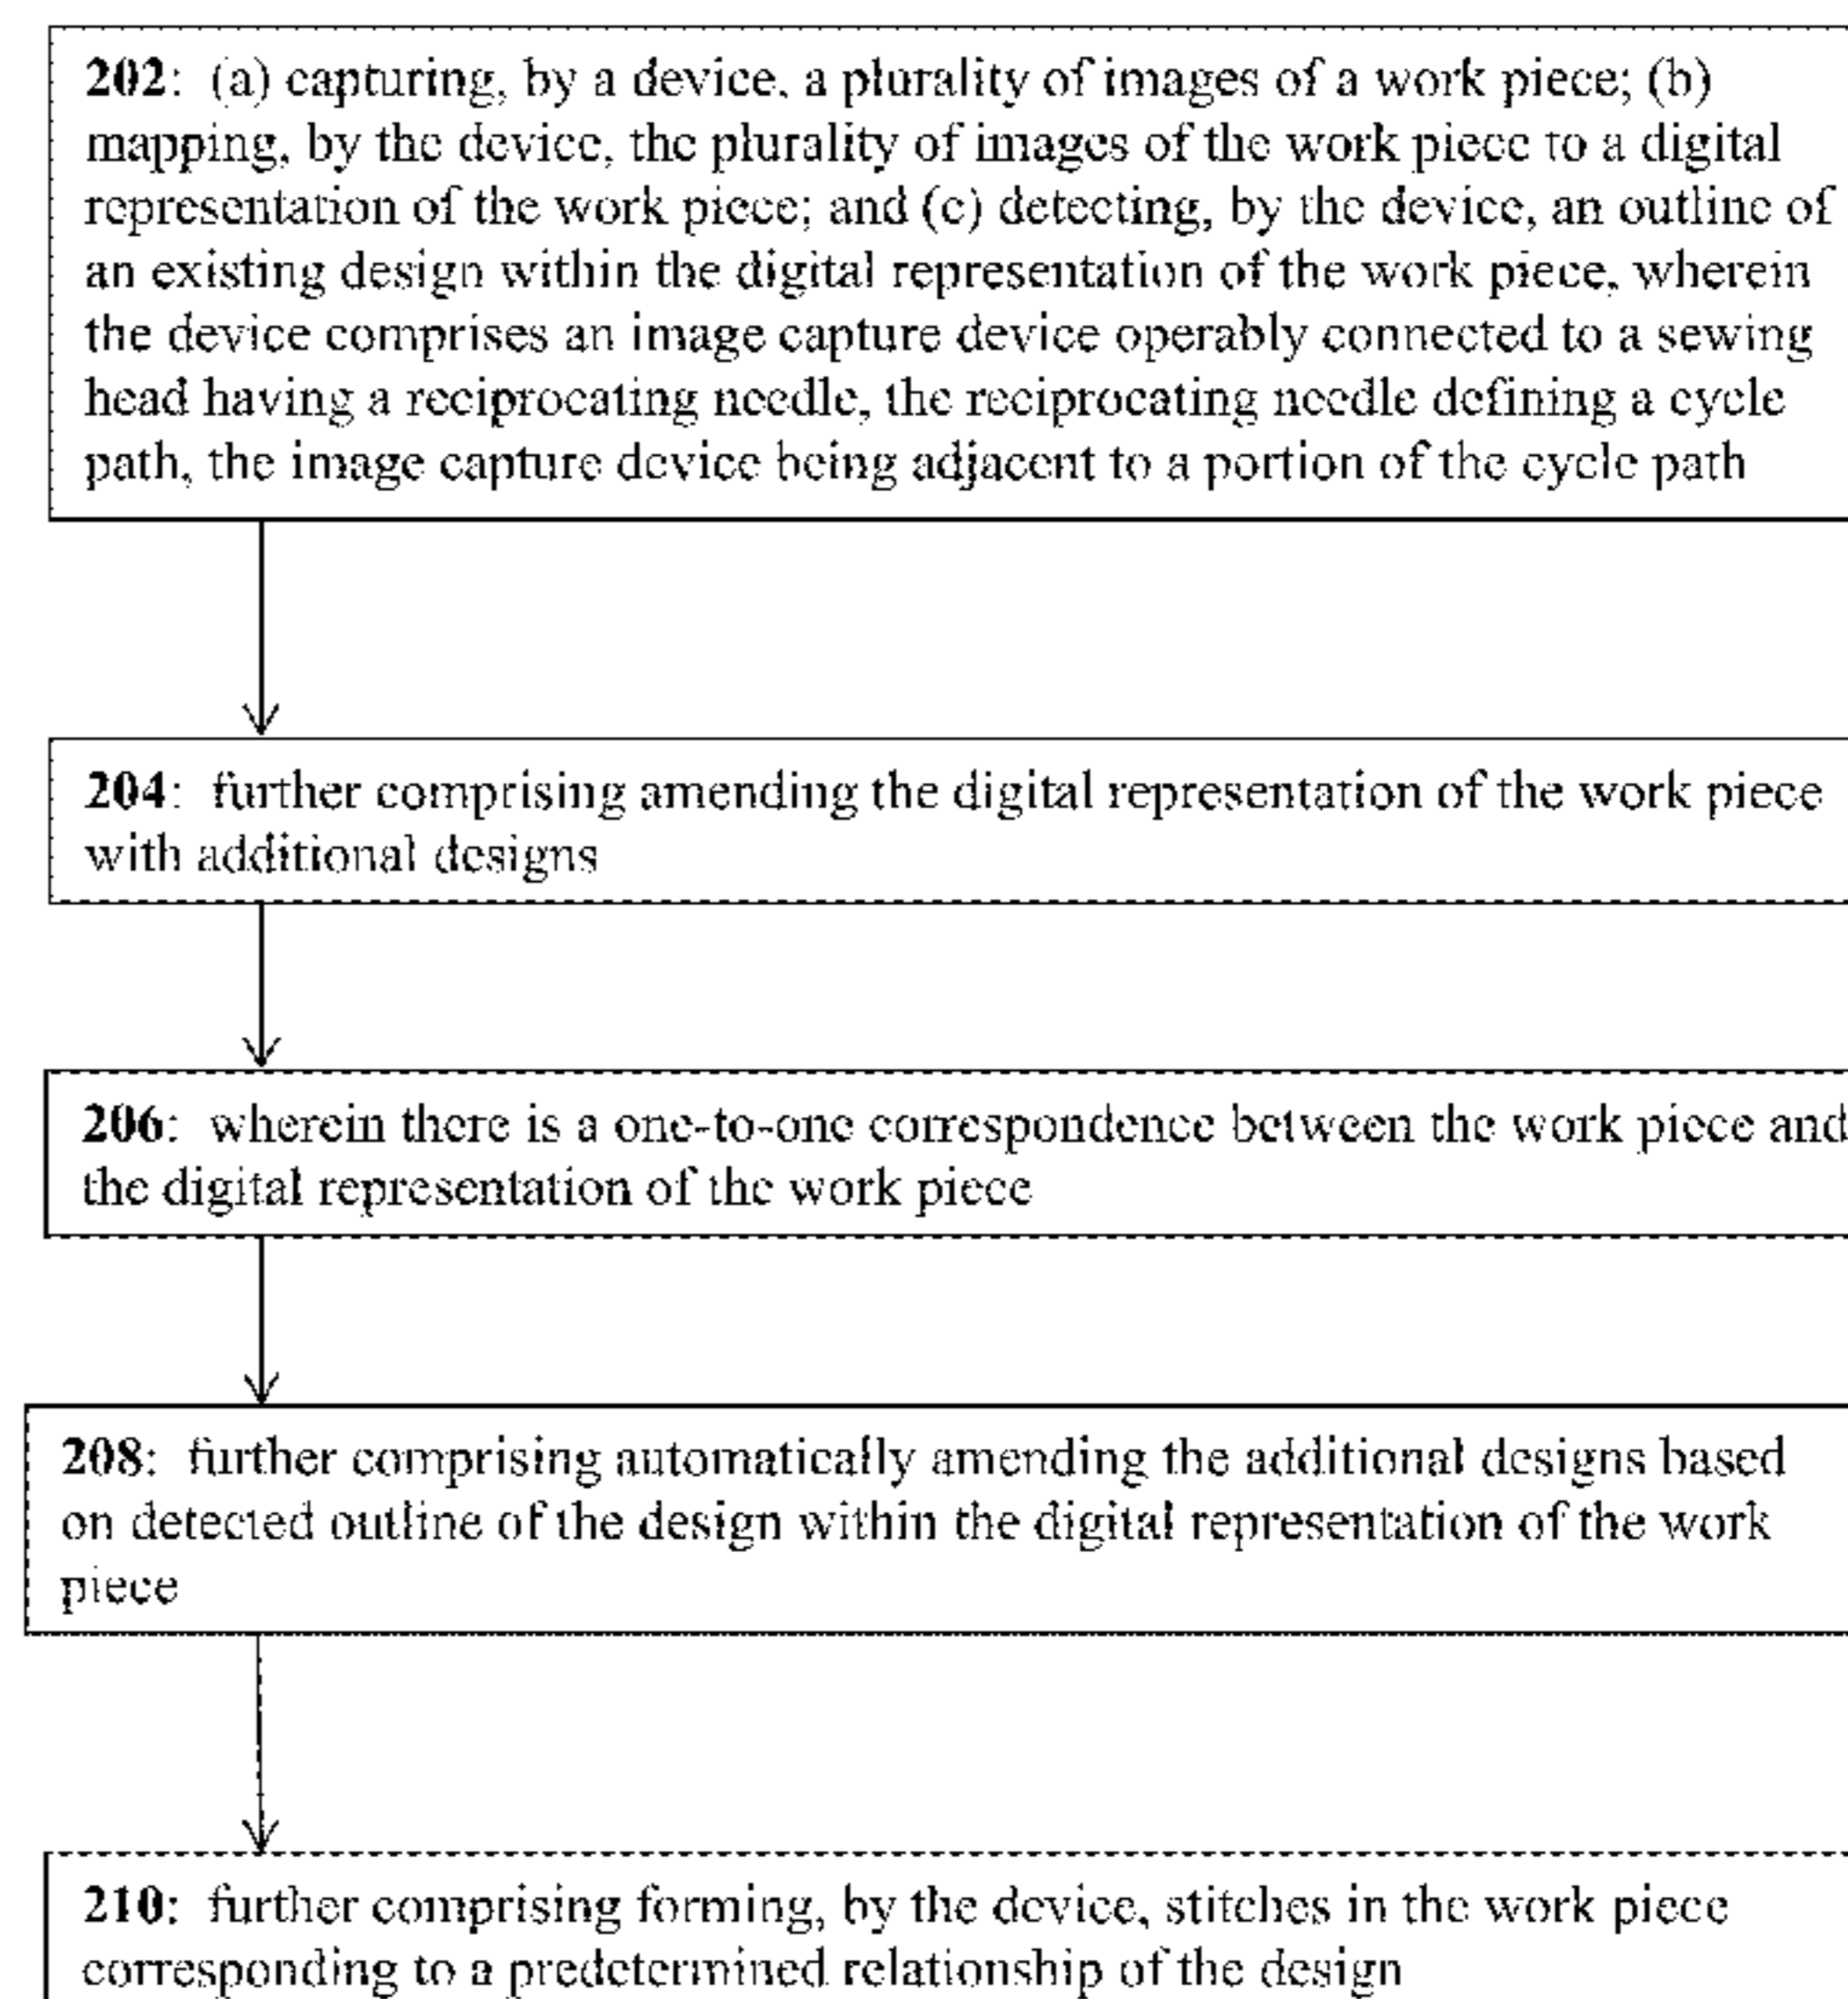 202: (a) capturing, by a device, a plurality of images of a work piece; (b)
mapping, by the device, the plurality of images of the work piece to a digital
representation of the work piece; and (c) detecting, by the device, an outline of
an existing design within the digital representation of the work piece, wherein
the device comprises an image capture device operably connected to a sewing
head having a reciprocating needle, the reciprocating needle defining a cycle
path, the image capture device being adjacent to a portion of the cycle path
204: further comprising amending the digital representation of the work piece
with additional designs
206: wherein there is a one-to-one correspondence between the work piece and
the digital representation of the work piece
208: further comprising automatically amending the additional designs based
on detected outline of the design within the digital representation of the work
piece
210: further comprising forming, by the device, stitches in the work piece
corresponding to a predetermined relationship of the design